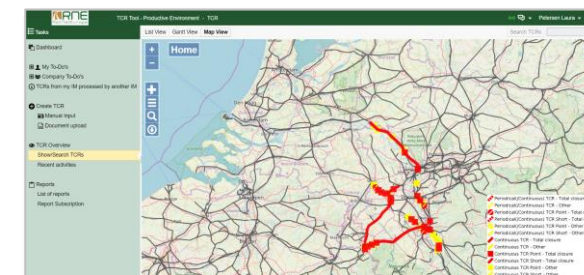 RNE
TCR Tool - Productive Environment - TCR
Petersen Laura
Tasks
List View Gantt View Map View
Search TCRs
Dashboard
Home
My To-Do's
Company To-Do's
TCRs from my IM processed by another IM
Create TCR
Manual Input
Document upload
TCR Overview
Show/Search TCRs
Recent activities
Reports
List of reports
Report Subscription
Periodical(Continuous) TCR - Total closure
Periodical(Continuous) TCR - Other
Periodical(Continuous) TCR Point - Total
Periodical(Continuous) TCR Short - Total
Periodical(Continuous) TCR Point - Other
Periodical(Continuous) TCR Short - Other
Continuous TCR - Total closure
Continuous TCR - Other
Continuous TCR Point - Total closure
Continuous TCR Short - Total closure
Continuous TCR Point - Other
Continuous TCR Short - Other